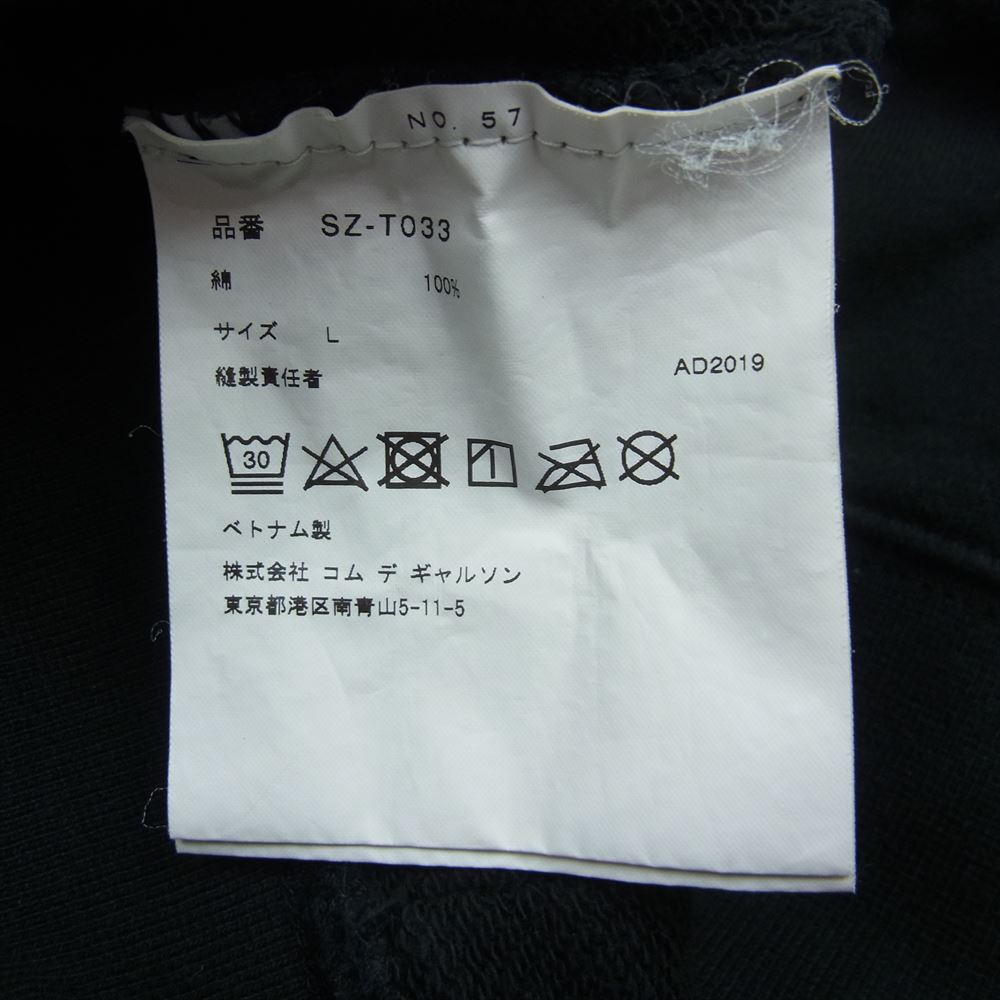 NO. 57
品番 SZ-T033
綿 100%
サイズ L
縫製責任者 AD2019
30
ベトナム製
株式会社 コム デ ギャルソン
東京都港区南青山5-11-5